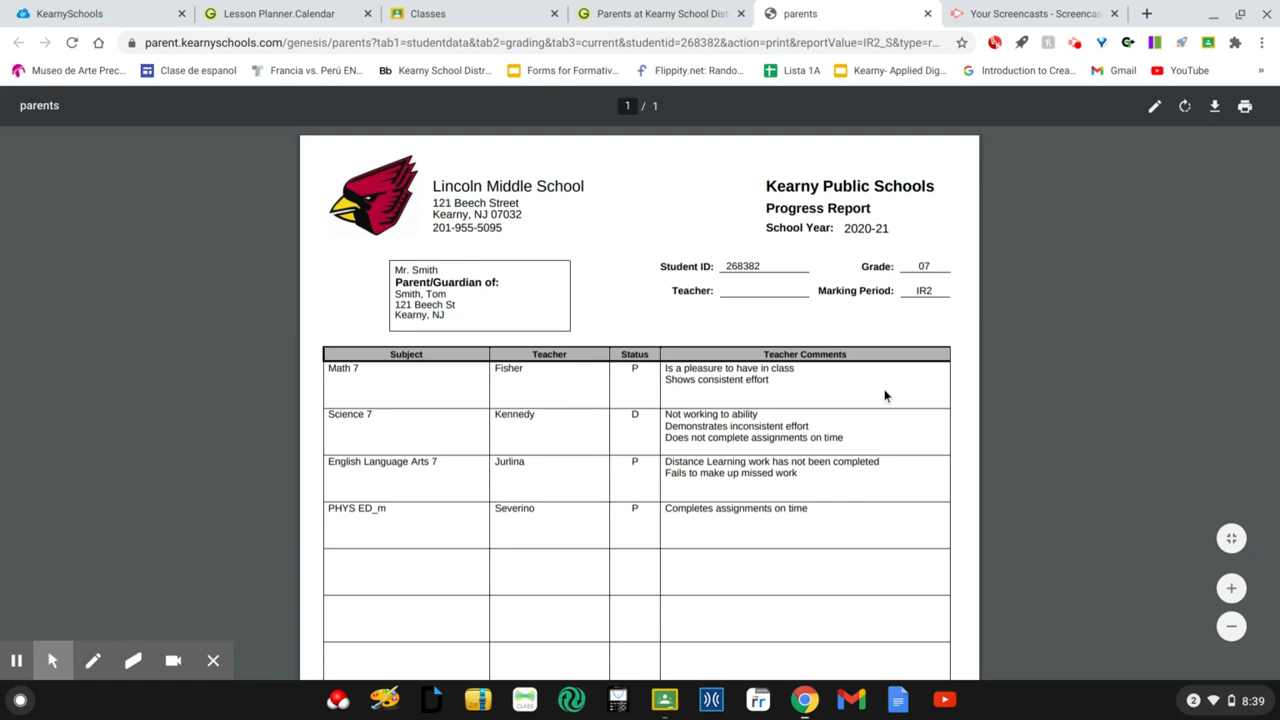 KearnySchools
Lesson Planner.Calendar
Classes
Parents at Kearny School Dist
parents
Your Screencasts - Screencas
parent.kearnyschools.com/genesis/parents?tab1=studentdata&tab2=grading&tab3=current&studentid=268382&action=print&reportValue=IR2_S&type=r...
Museo de Arte Prec...
Clase de espanol
Francia vs. Perú EN...
Bb Kearny School Distr...
Forms for Formativ...
Flippity.net: Rando...
Lista 1A
Kearny- Applied Dig...
Introduction to Crea...
Gmail
YouTube
»
parents
1 / 1
Lincoln Middle School
121 Beech Street
Kearny, NJ 07032
201-955-5095
Kearny Public Schools
Progress Report
School Year: 2020-21
Mr. Smith
Parent/Guardian of:
Smith, Tom
121 Beech St
Kearny, NJ
Student ID: 268382 Grade: 07
Teacher: Marking Period: IR2
Subject Teacher Status Teacher Comments
Math 7 Fisher P Is a pleasure to have in class
Shows consistent effort
Science 7 Kennedy D Not working to ability
Demonstrates inconsistent effort
Does not complete assignments on time
English Language Arts 7 Jurlina P Distance Learning work has not been completed
Fails to make up missed work
PHYS ED_m Severino P Completes assignments on time
CLASS
rr
2 8:39